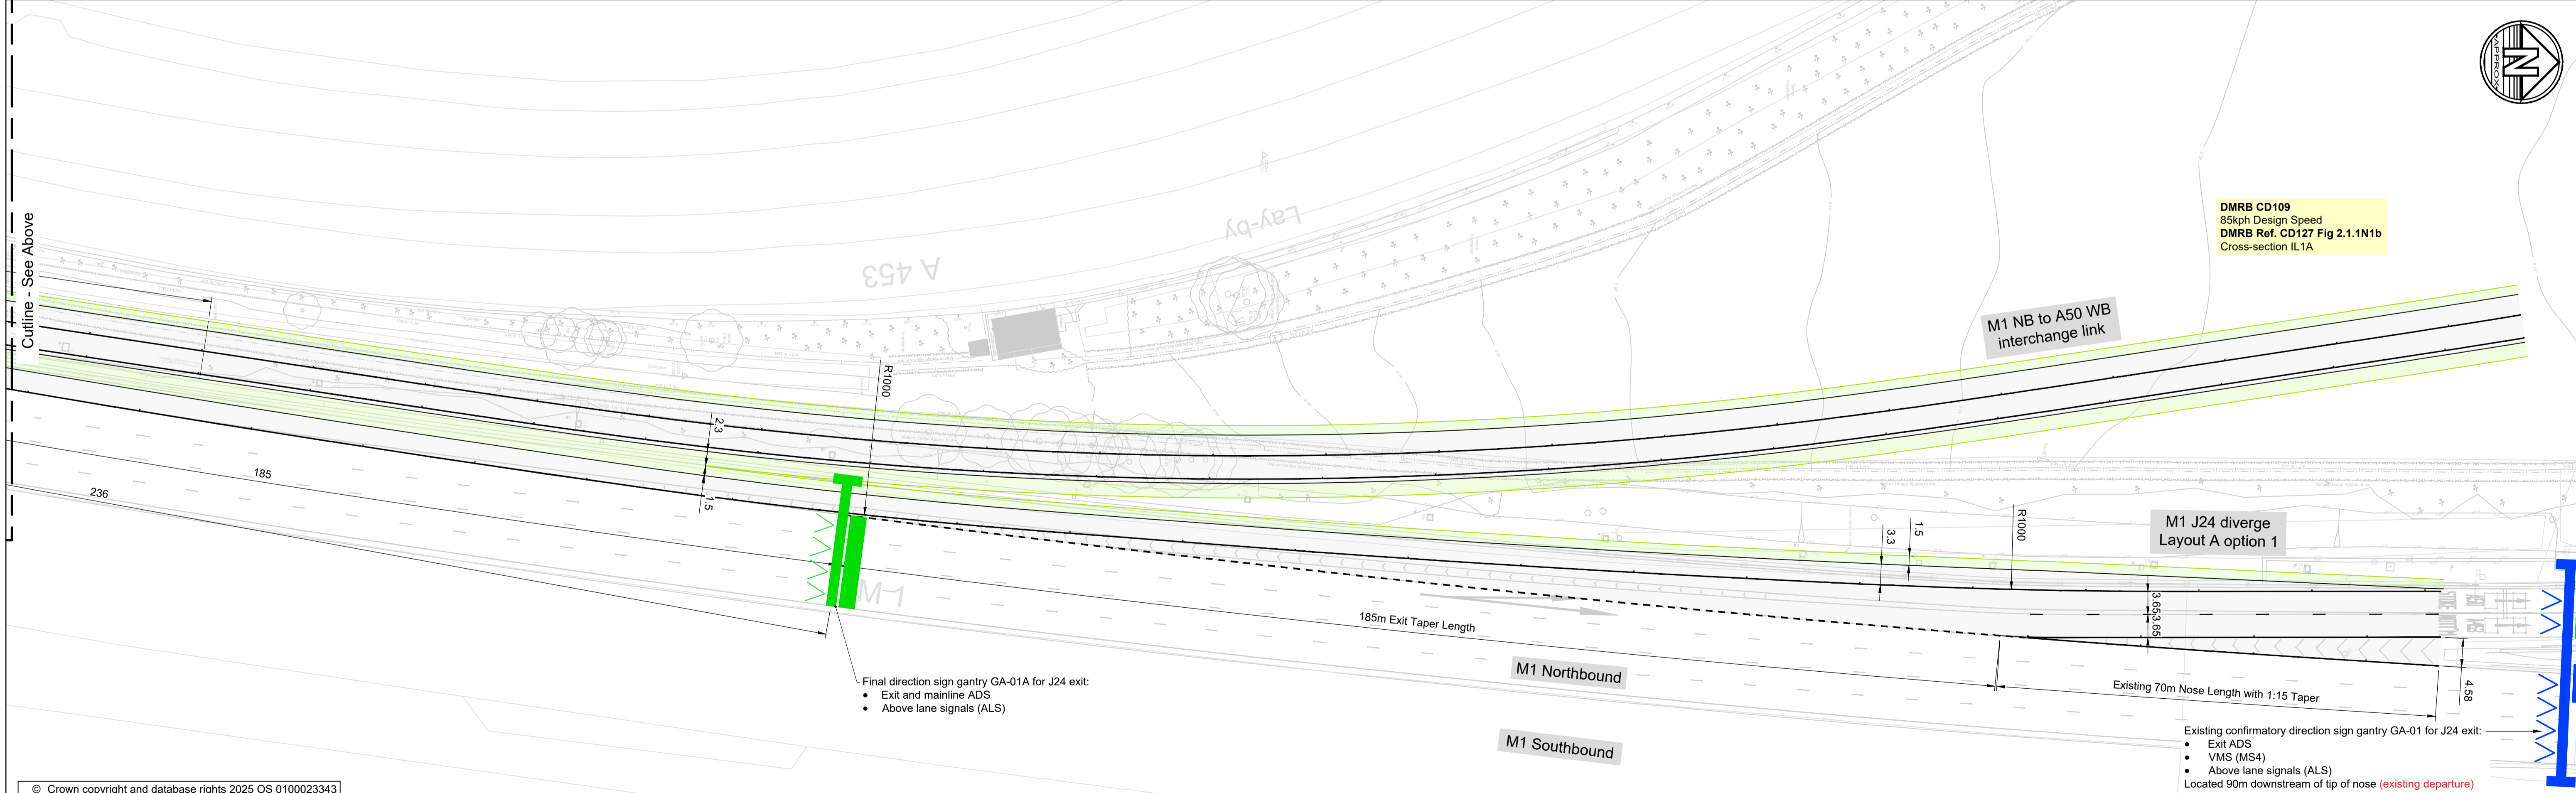 Cutline - See Above
N
APPROX
DMRB CD109
85kph Design Speed
DMRB Ref. CD127 Fig 2.1.1N1b
Cross-section IL1A
Lay-by
A 453
M1 NB to A50 WB
interchange link
R1000
2.3
1.5
185
236
M1
R1000
1.5
3.3
M1 J24 diverge
Layout A option 1
3.65
3.65
4.58
185m Exit Taper Length
M1 Northbound
Existing 70m Nose Length with 1:15 Taper
M1 Southbound
Final direction sign gantry GA-01A for J24 exit:
• Exit and mainline ADS
• Above lane signals (ALS)
Existing confirmatory direction sign gantry GA-01 for J24 exit:
• Exit ADS
• VMS (MS4)
• Above lane signals (ALS)
Located 90m downstream of tip of nose (existing departure)
© Crown copyright and database rights 2025 OS 0100023343